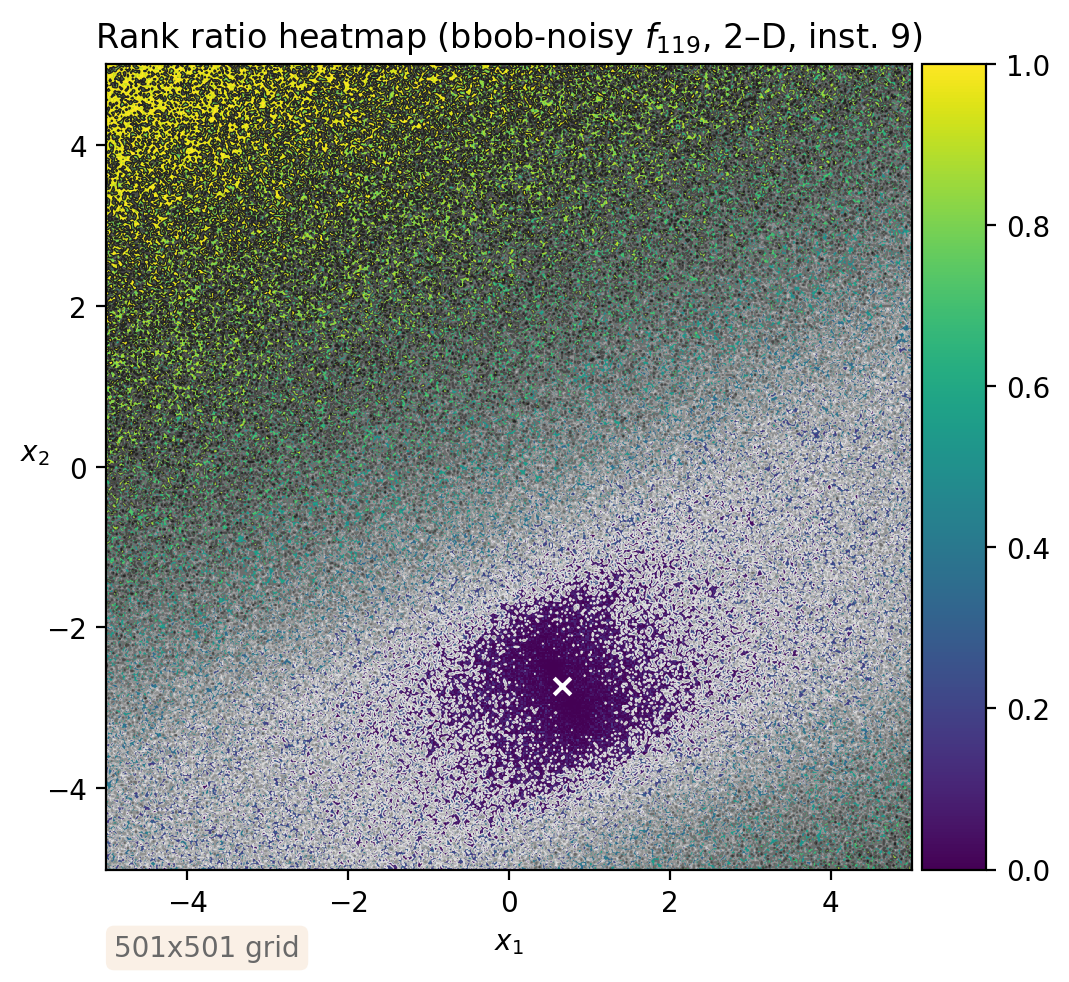 Rank ratio heatmap (bbob-noisy f₁₁₉, 2–D, inst. 9)
1.0
0.8
0.6
0.4
0.2
0.0
4
2
0
−2
−4
x₂
−4 −2 0 2 4
x₁
501x501 grid